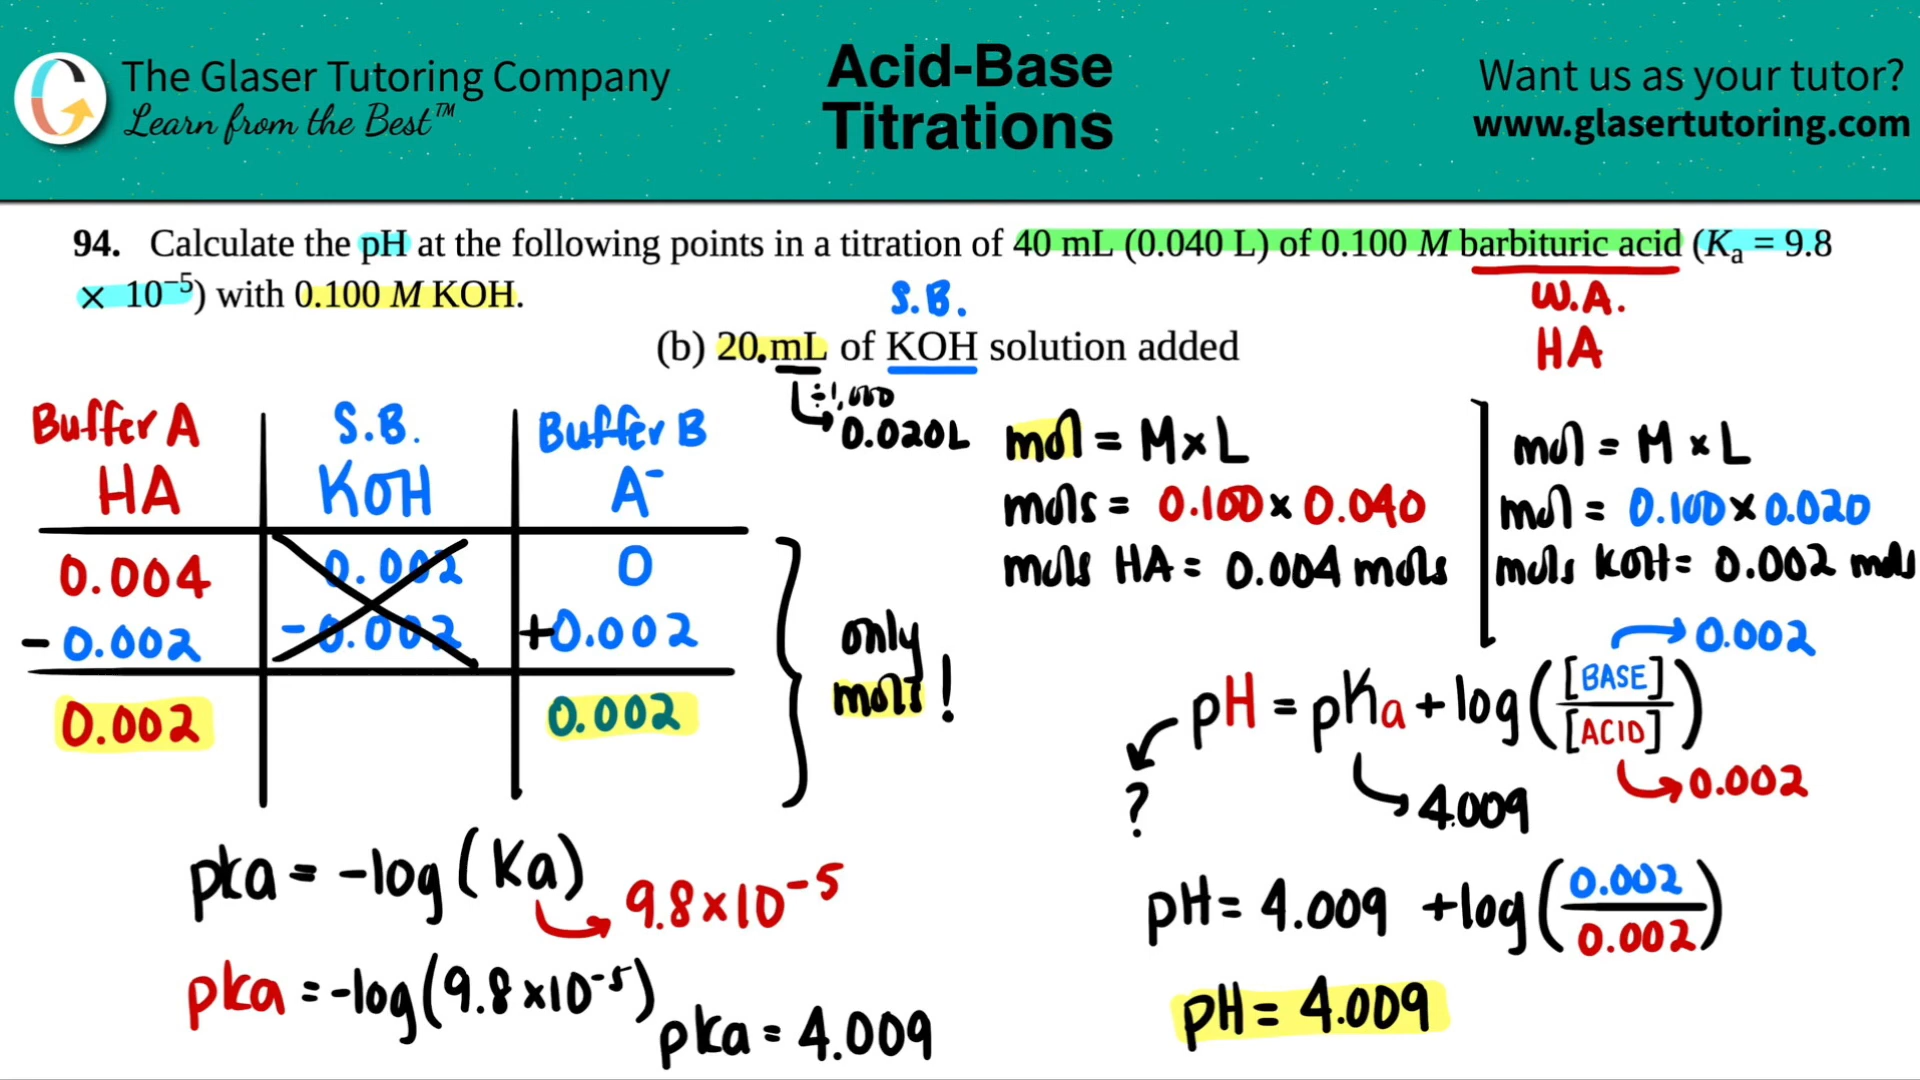 The Glaser Tutoring Company
Learn from the Best™
Acid-Base
Titrations
Want us as your tutor?
www.glasertutoring.com
94. Calculate the pH at the following points in a titration of 40 mL (0.040 L) of 0.100 M barbituric acid (Kₐ = 9.8
× 10⁻⁵) with 0.100 M KOH.
S.B.
W.A.
HA
(b) 20.mL of KOH solution added
÷1,000
0.020L
Buffer A
S.B.
Buffer B
HA
KOH
A⁻
0.004
0.002
0
- 0.002
- 0.002
+0.002
0.002
0.002
only
mols!
mol = M×L
mols = 0.100 × 0.040
mols HA = 0.004 mols
mol = M × L
mol = 0.100 × 0.020
mols KOH = 0.002 mols
0.002
pH = pKa + log([BASE]/[ACID])
0.002
?
4.009
pka = -log(Ka)
9.8×10⁻⁵
pH = 4.009 + log(0.002/0.002)
pka = -log(9.8×10⁻⁵)
pka = 4.009
pH = 4.009